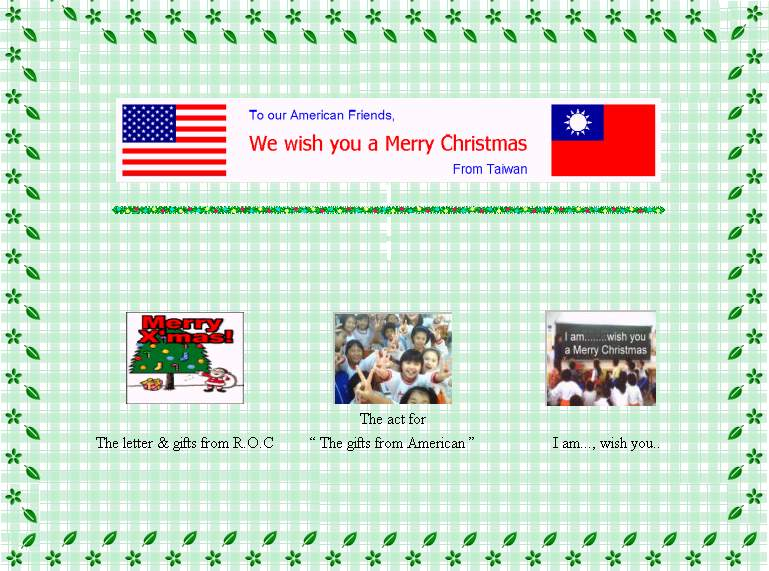 To our American Friends,
We wish you a Merry Christmas
From Taiwan
Merry
X'mas!
I am........wish you
a Merry Christmas
The act for
The letter & gifts from R.O.C
“ The gifts from American ”
I am..., wish you..